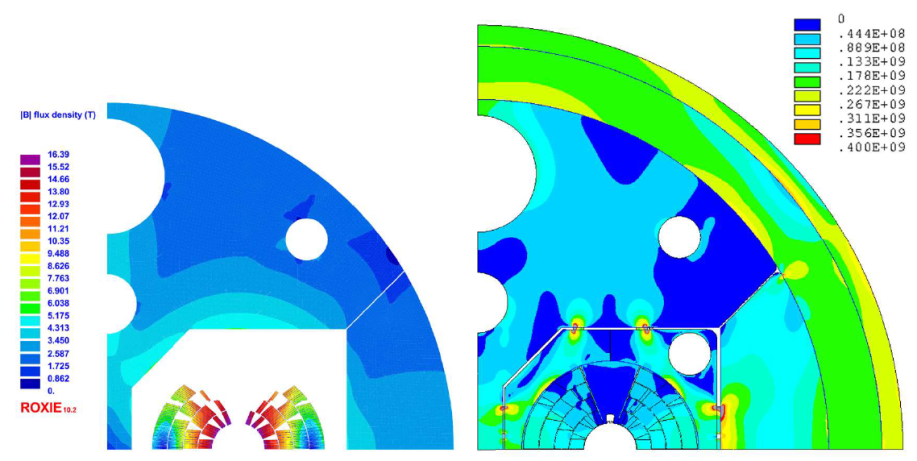 |B| flux density (T)
16.39
15.52
14.66
13.80
12.93
12.07
11.21
10.35
9.488
8.626
7.763
6.901
6.038
5.175
4.313
3.450
2.587
1.725
0.862
0.
ROXIE 10.2
0
.444E+08
.889E+08
.133E+09
.178E+09
.222E+09
.267E+09
.311E+09
.356E+09
.400E+09